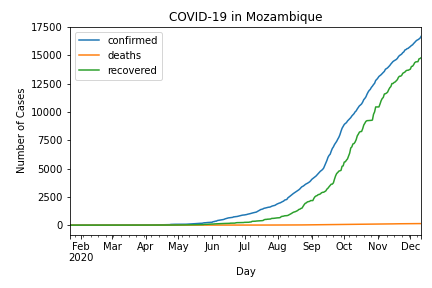 COVID-19 in Mozambique
17500
15000
12500
10000
7500
5000
2500
0
Number of Cases
confirmed
deaths
recovered
Feb Mar Apr May Jun Jul Aug Sep Oct Nov Dec
2020
Day